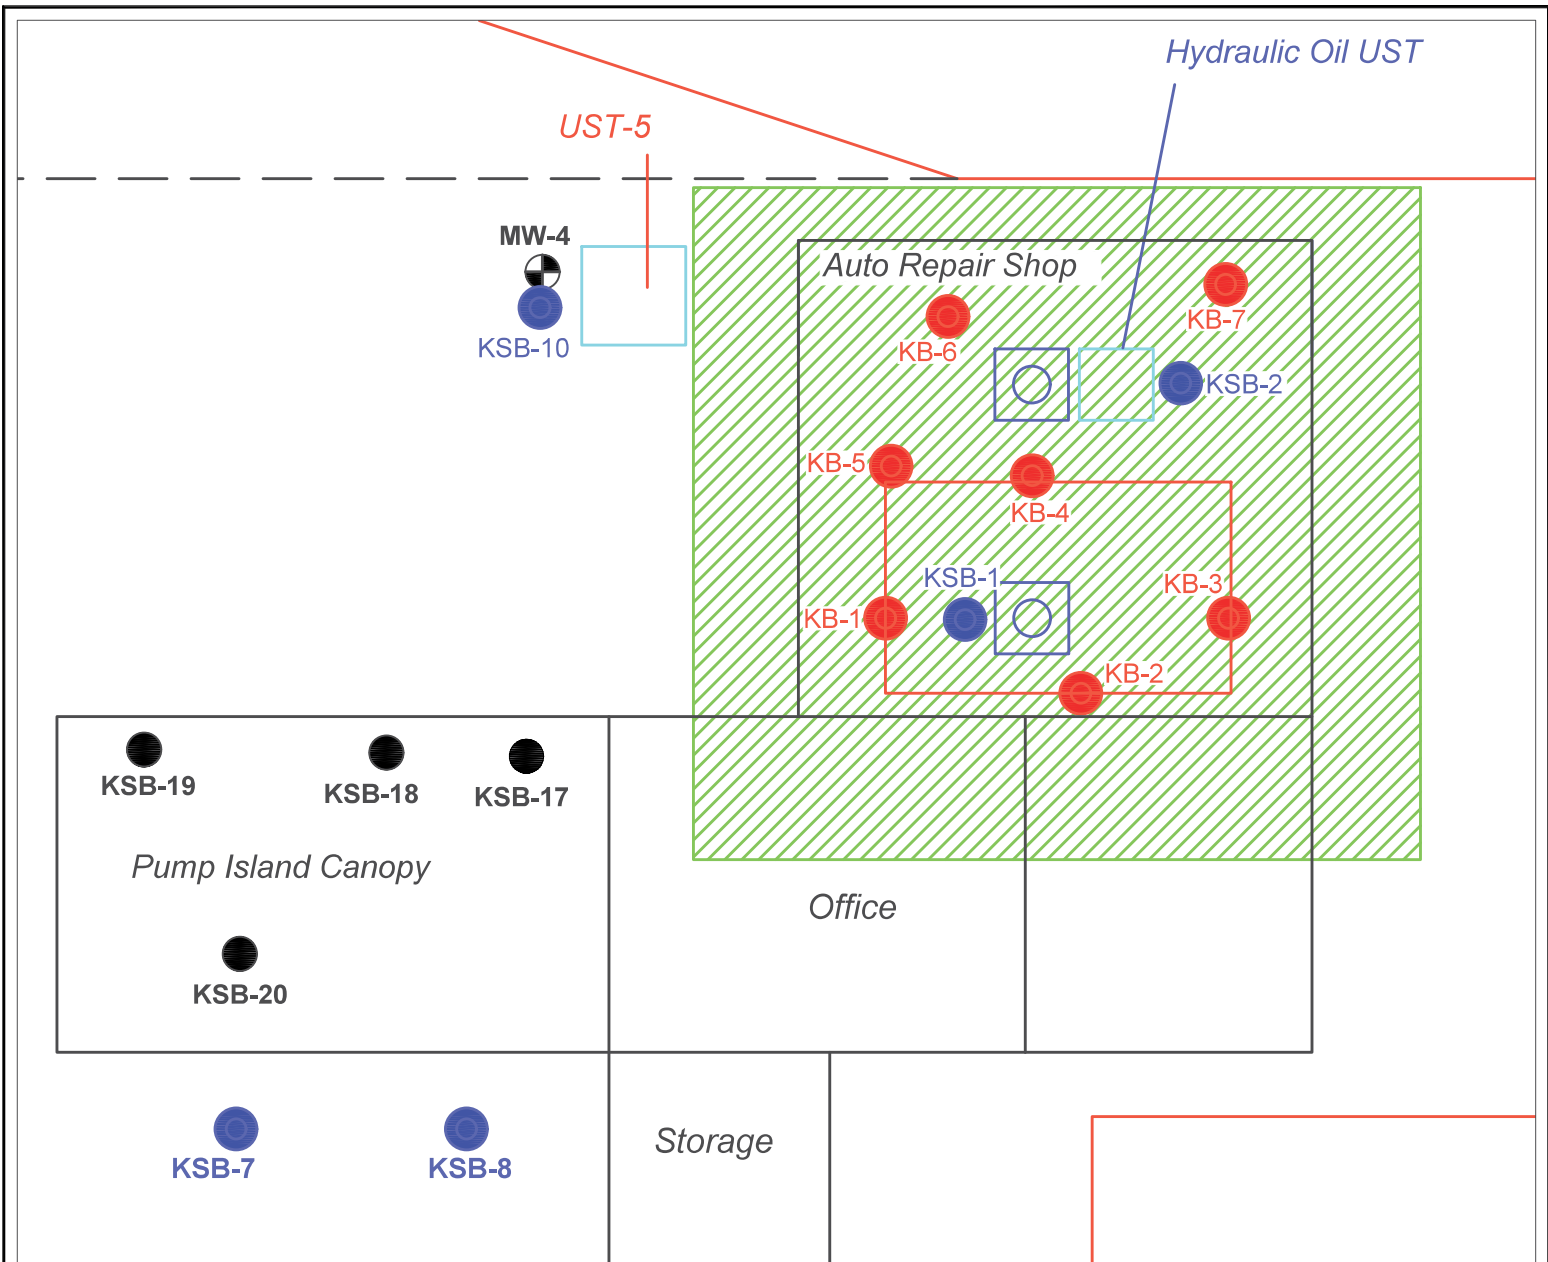 Hydraulic Oil UST
UST-5
MW-4
Auto Repair Shop
KB-7
KSB-10
KB-6
KSB-2
KB-5
KB-4
KSB-1
KB-3
KB-1
KB-2
KSB-19
KSB-18
KSB-17
Pump Island Canopy
Office
KSB-20
Storage
KSB-7
KSB-8